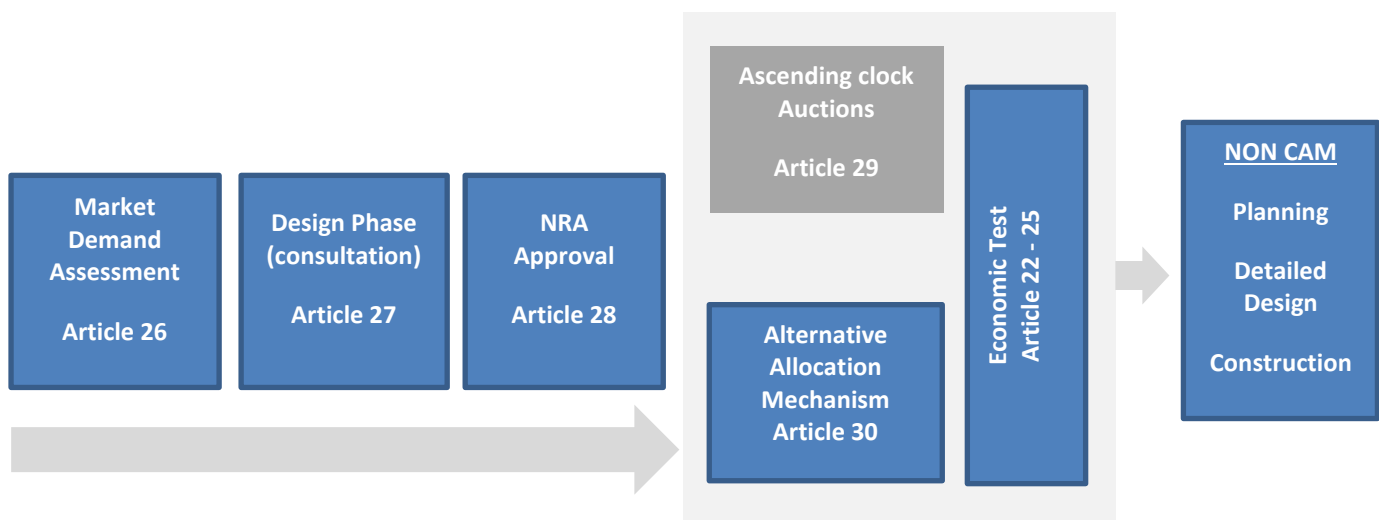 Market
Demand
Assessment
Article 26
Design Phase
(consultation)
Article 27
NRA
Approval
Article 28
Ascending clock
Auctions
Article 29
Alternative
Allocation
Mechanism
Article 30
Economic Test
Article 22 - 25
NON CAM
Planning
Detailed
Design
Construction